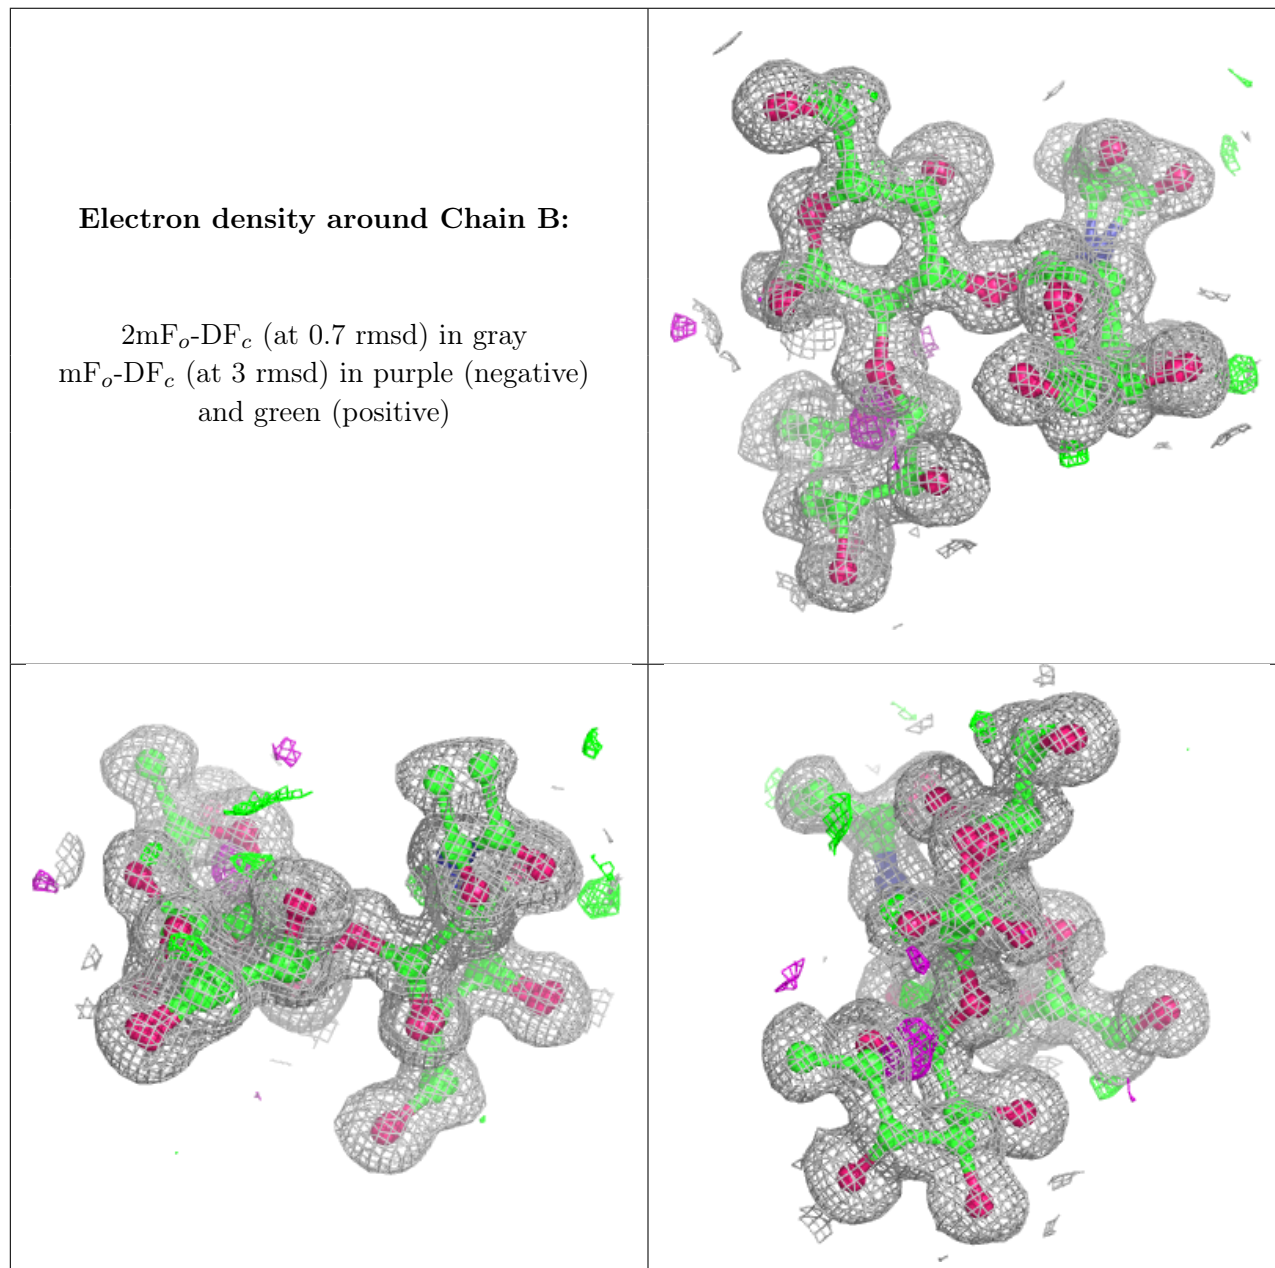 Electron density around Chain B:
2mFₒ-DF𝒸 (at 0.7 rmsd) in gray
mFₒ-DF𝒸 (at 3 rmsd) in purple (negative)
and green (positive)